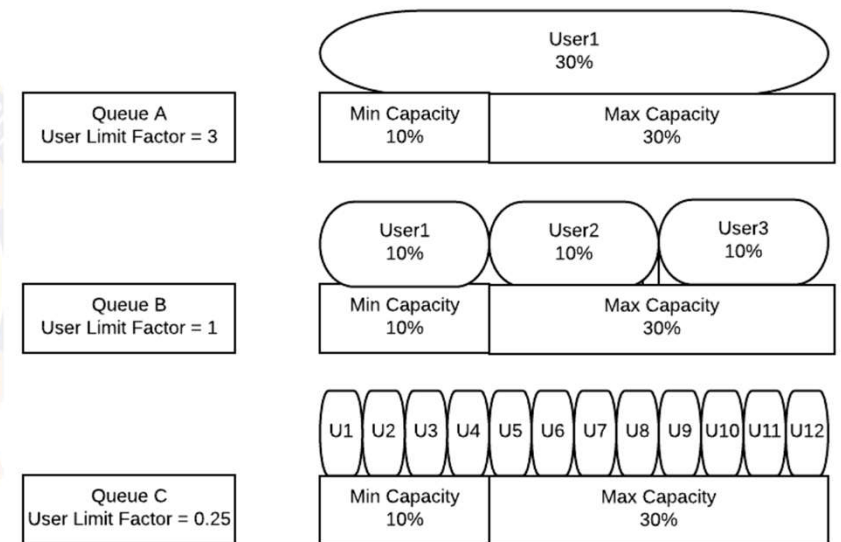 User1
30%
Queue A
User Limit Factor = 3
Min Capacity
10%
Max Capacity
30%
User1
10%
User2
10%
User3
10%
Queue B
User Limit Factor = 1
Min Capacity
10%
Max Capacity
30%
U1 U2 U3 U4 U5 U6 U7 U8 U9 U10 U11 U12
Queue C
User Limit Factor = 0.25
Min Capacity
10%
Max Capacity
30%